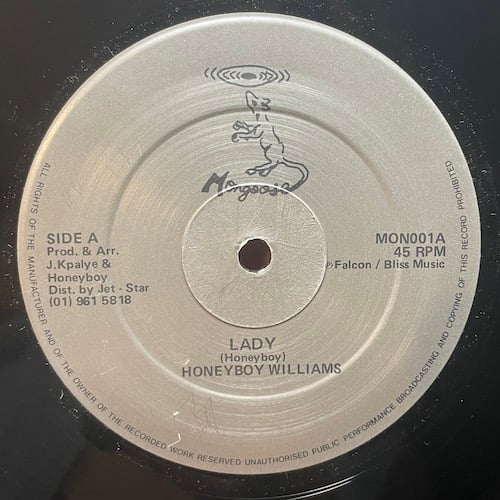 Mongoose
SIDE A
Prod. & Arr.
J.Kpalye &
Honeyboy
Dist. by Jet - Star
(01) 961 5818
MON001A
45 RPM
℗ Falcon / Bliss Music
LADY
(Honeyboy)
HONEYBOY WILLIAMS
ALL RIGHTS OF THE MANUFACTURER AND OF THE OWNER OF THE RECORDED WORK RESERVED UNAUTHORISED PUBLIC PERFORMANCE BROADCASTING AND COPYING OF THIS RECORD PROHIBITED